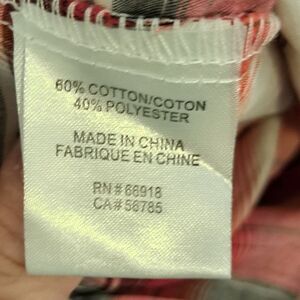 60% COTTON/COTON
40% POLYESTER
MADE IN CHINA
FABRIQUE EN CHINE
RN # 66918
CA # 56785